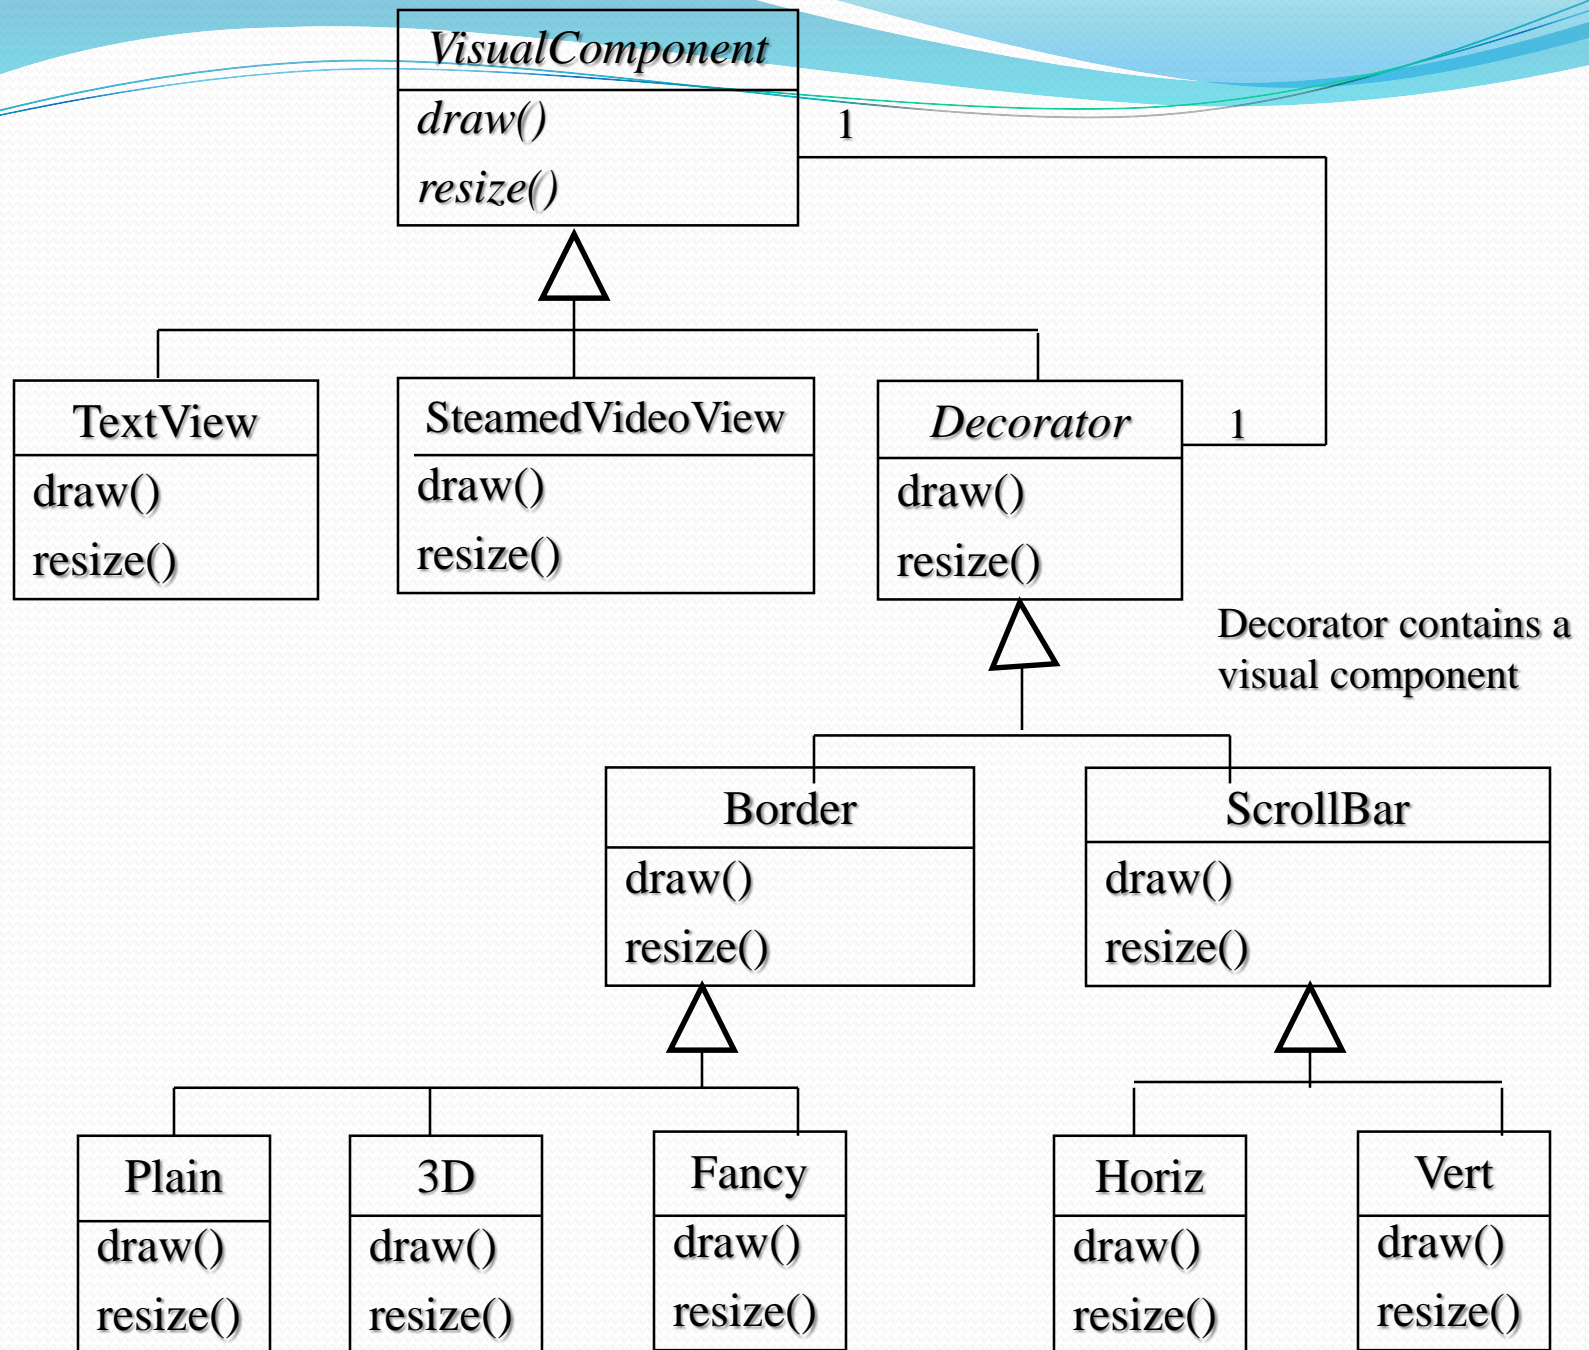 VisualComponent
draw()
resize()
1
TextView
draw()
resize()
SteamedVideoView
draw()
resize()
Decorator
draw()
resize()
1
Decorator contains a
visual component
Border
draw()
resize()
ScrollBar
draw()
resize()
Plain
draw()
resize()
3D
draw()
resize()
Fancy
draw()
resize()
Horiz
draw()
resize()
Vert
draw()
resize()